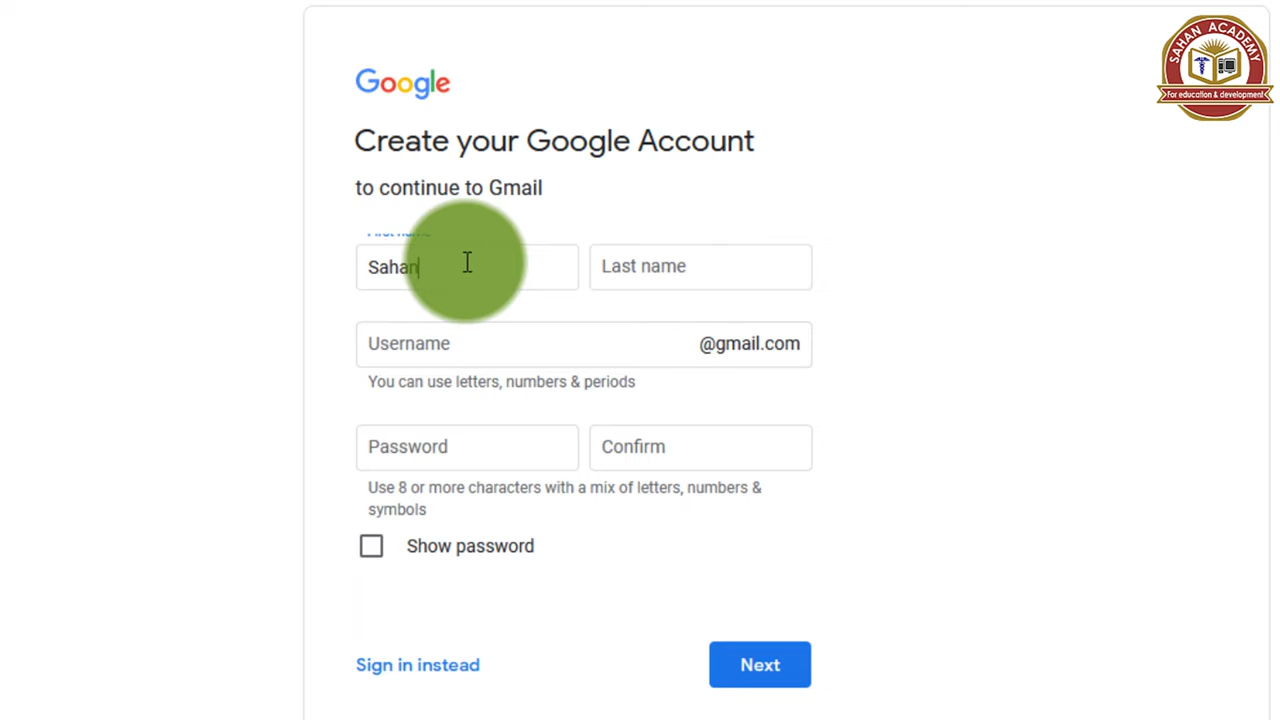 SAHAN ACADEMY
For education & development
Google
Create your Google Account
to continue to Gmail
First name
Sahan
Last name
Username
@gmail.com
You can use letters, numbers & periods
Password
Confirm
Use 8 or more characters with a mix of letters, numbers &
symbols
Show password
Sign in instead
Next